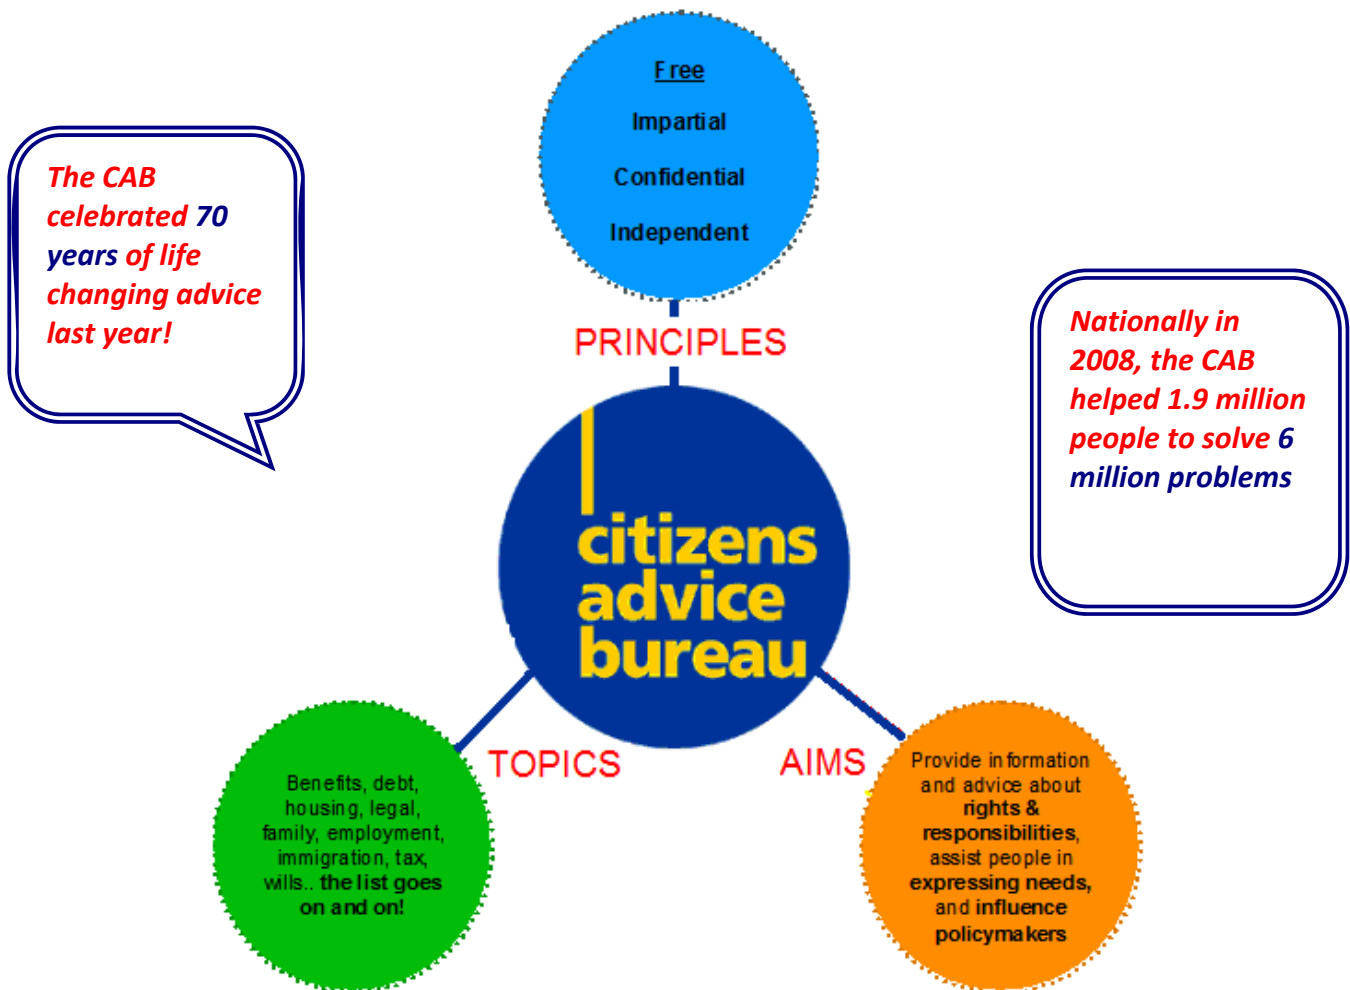 Free
Impartial
Confidential
Independent
The CAB
celebrated 70
years of life
changing advice
last year!
Nationally in
2008, the CAB
helped 1.9 million
people to solve 6
million problems
PRINCIPLES
citizens
advice
bureau
TOPICS
AIMS
Benefits, debt,
housing, legal,
family, employment,
immigration, tax,
wills.. the list goes
on and on!
Provide information
and advice about
rights &
responsibilities,
assist people in
expressing needs,
and influence
policymakers